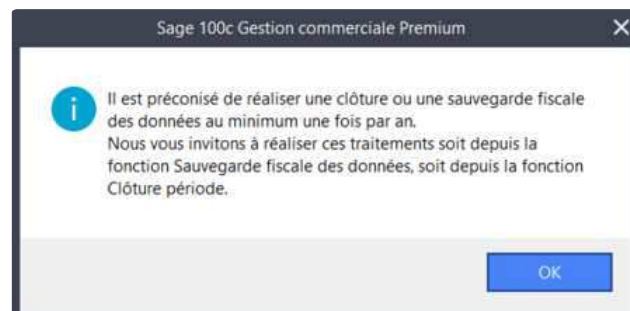 Sage 100c Gestion commerciale Premium
Il est préconisé de réaliser une clôture ou une sauvegarde fiscale
des données au minimum une fois par an.
Nous vous invitons à réaliser ces traitements soit depuis la
fonction Sauvegarde fiscale des données, soit depuis la fonction
Clôture période.
OK